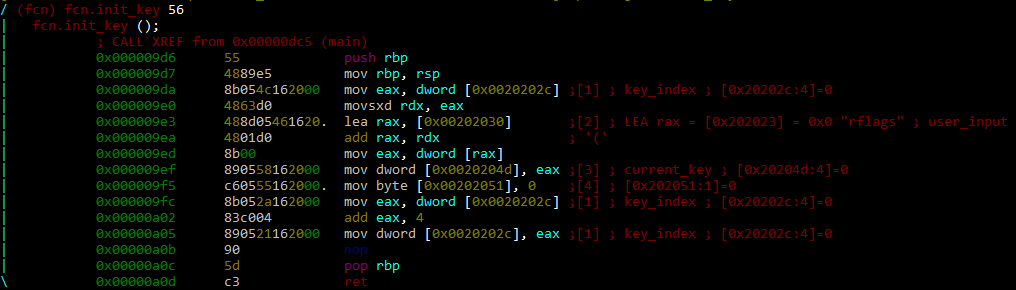 / (fcn) fcn.init_key 56
|   fcn.init_key ();
|           ; CALL XREF from 0x00000dc5 (main)
|           0x000009d6      55             push rbp
|           0x000009d7      4889e5         mov rbp, rsp
|           0x000009da      8b054c162000   mov eax, dword [0x0020202c] ;[1] ; key_index ; [0x20202c:4]=0
|           0x000009e0      4863d0         movsxd rdx, eax
|           0x000009e3      488d05461620.  lea rax, [0x00202030]       ;[2] ; LEA rax = [0x202023] = 0x0 "rflags" ; user_input
|           0x000009ea      4801d0         add rax, rdx                ; '('
|           0x000009ed      8b00           mov eax, dword [rax]
|           0x000009ef      890558162000   mov dword [0x0020204d], eax ;[3] ; current_key ; [0x20204d:4]=0
|           0x000009f5      c60555162000.  mov byte [0x00202051], 0    ;[4] ; [0x202051:1]=0
|           0x000009fc      8b052a162000   mov eax, dword [0x0020202c] ;[1] ; key_index ; [0x20202c:4]=0
|           0x00000a02      83c004         add eax, 4
|           0x00000a05      890521162000   mov dword [0x0020202c], eax ;[1] ; key_index ; [0x20202c:4]=0
|           0x00000a0b      90             nop
|           0x00000a0c      5d             pop rbp
\           0x00000a0d      c3             ret